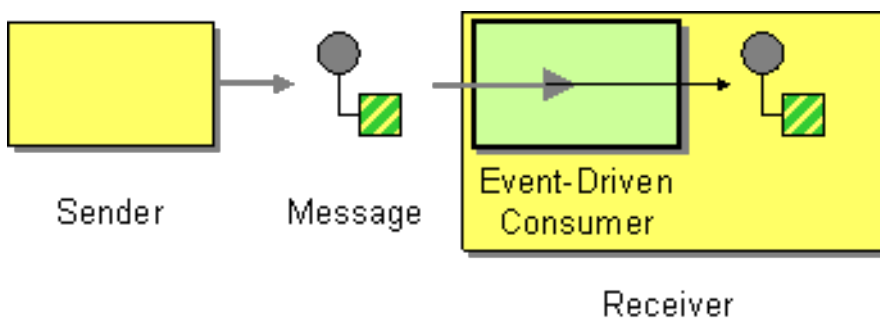 Sender
Message
Event-Driven
Consumer
Receiver